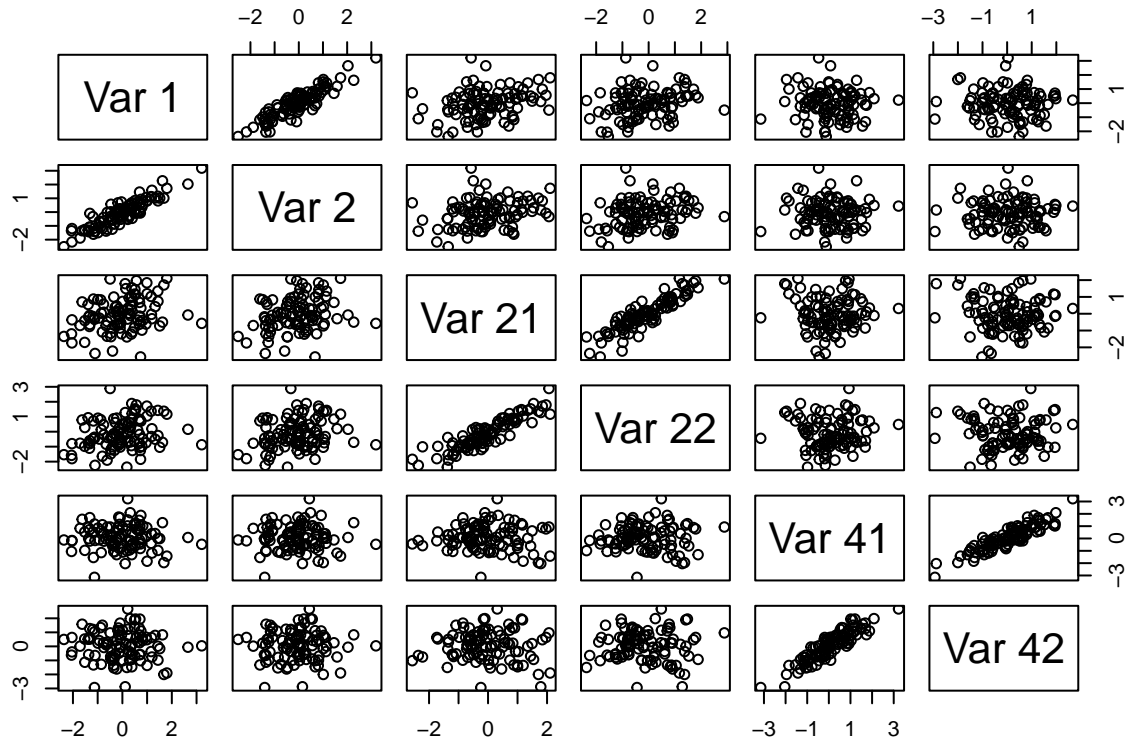 −2 0 2 −2 0 2 −3 −1 1
Var 1 −2 1
−2 1 Var 2
Var 21 −2 1
−2 1 3 Var 22
Var 41 −3 0 3
−3 0 Var 42
−2 0 2 −2 0 2 −3 −1 1 3